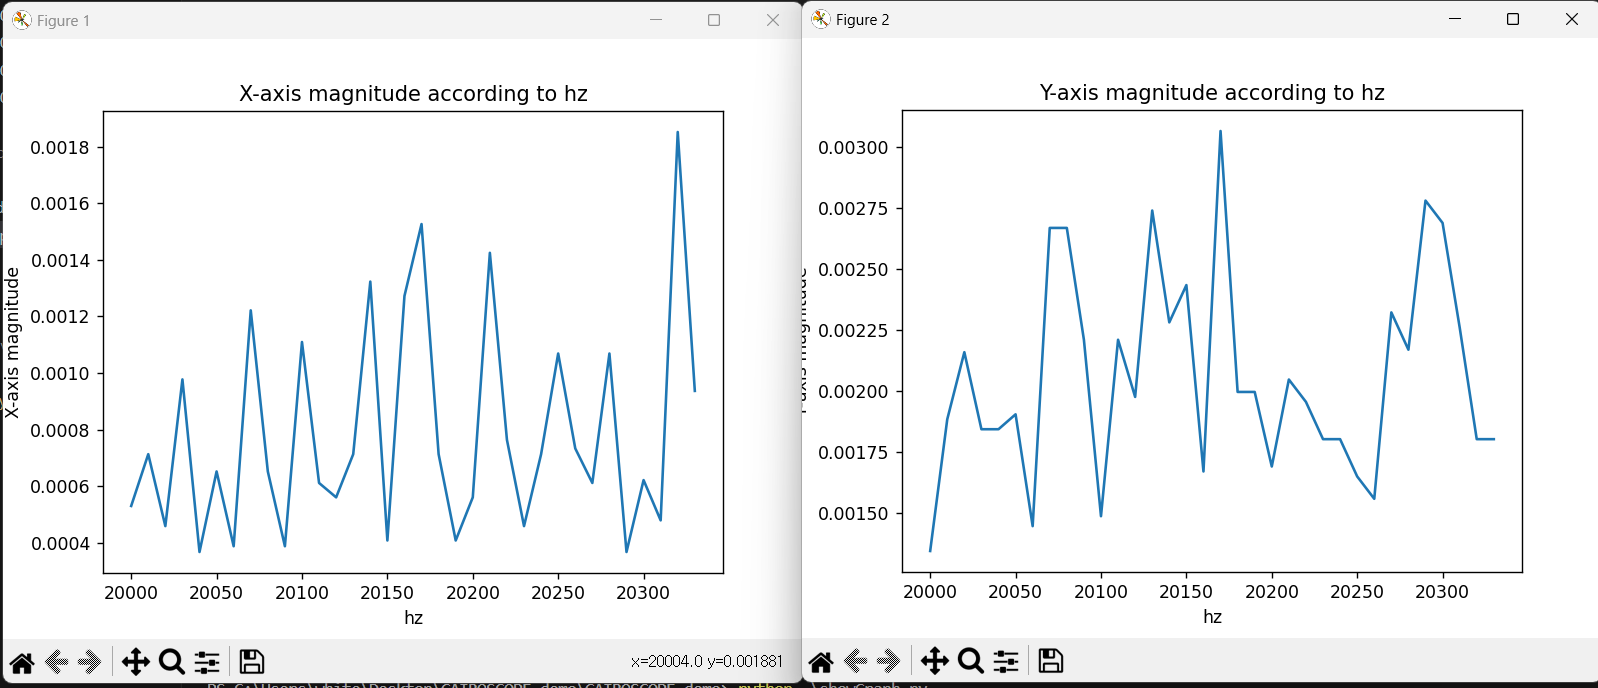 Figure 1
X-axis magnitude according to hz
0.0018
0.0016
0.0014
0.0012
0.0010
0.0008
0.0006
0.0004
X-axis magnitude
20000 20050 20100 20150 20200 20250 20300
hz
x=20004.0 y=0.001881
Figure 2
Y-axis magnitude according to hz
0.00300
0.00275
0.00250
0.00225
0.00200
0.00175
0.00150
Y-axis magnitude
20000 20050 20100 20150 20200 20250 20300
hz